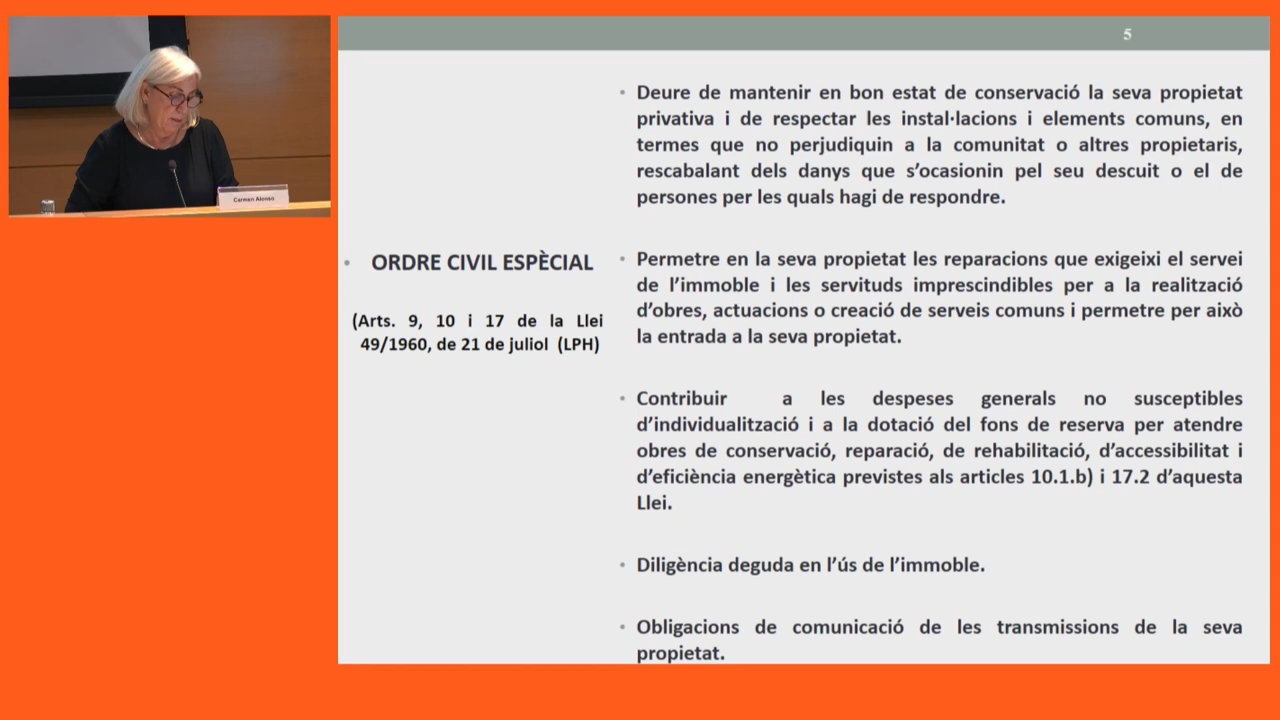 Carmen Alonso
5
ORDRE CIVIL ESPÈCIAL
(Arts. 9, 10 i 17 de la Llei
49/1960, de 21 de juliol (LPH)
Deure de mantenir en bon estat de conservació la seva propietat
privativa i de respectar les instal·lacions i elements comuns, en
termes que no perjudiquin a la comunitat o altres propietaris,
rescabalant dels danys que s’ocasionin pel seu descuit o el de
persones per les quals hagi de respondre.
Permetre en la seva propietat les reparacions que exigeixi el servei
de l’immoble i les servituds imprescindibles per a la realització
d’obres, actuacions o creació de serveis comuns i permetre per això
la entrada a la seva propietat.
Contribuir a les despeses generals no susceptibles
d’individualització i a la dotació del fons de reserva per atendre
obres de conservació, reparació, de rehabilitació, d’accessibilitat i
d’eficiència energètica previstes als articles 10.1.b) i 17.2 d’aquesta
Llei.
Diligència deguda en l’ús de l’immoble.
Obligacions de comunicació de les transmissions de la seva
propietat.